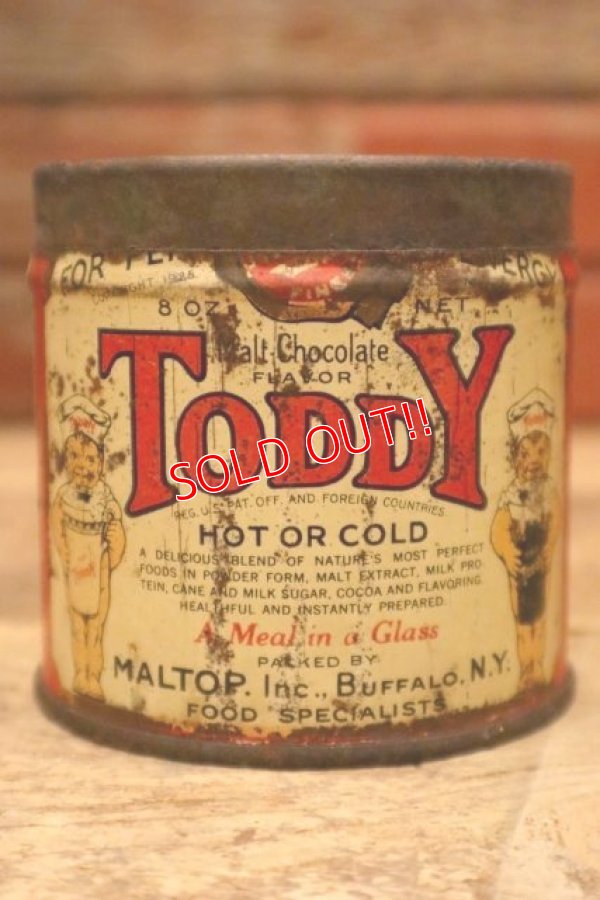 FOR
8 OZ. NET
Malt Chocolate
FLAVOR
TODDY
SOLD OUT!!
REG. U.S. PAT. OFF. AND FOREIGN COUNTRIES
HOT OR COLD
A DELICIOUS BLEND OF NATURE'S MOST PERFECT
FOODS IN POWDER FORM, MALT EXTRACT, MILK PRO-
TEIN, CANE AND MILK SUGAR, COCOA AND FLAVORING.
HEALTHFUL AND INSTANTLY PREPARED.
A Meal in a Glass
PACKED BY
MALTOP. Inc., BUFFALO, N.Y.
FOOD SPECIALISTS